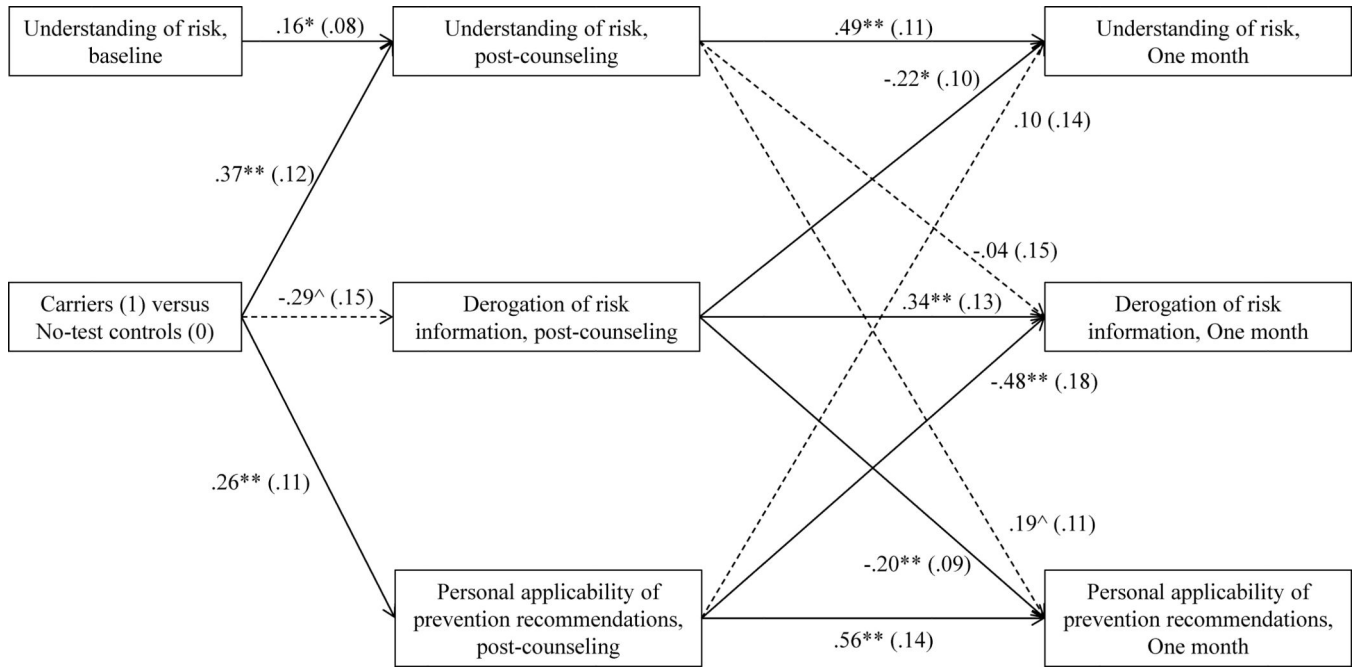 Understanding of risk,
baseline
.16* (.08)
Understanding of risk,
post-counseling
.49** (.11)
Understanding of risk,
One month
-.22* (.10)
.10 (.14)
.37** (.12)
-.04 (.15)
Carriers (1) versus
No-test controls (0)
-.29^ (.15)
Derogation of risk
information, post-counseling
.34** (.13)
Derogation of risk
information, One month
-.48** (.18)
.26** (.11)
.19^ (.11)
-.20** (.09)
Personal applicability of
prevention recommendations,
post-counseling
.56** (.14)
Personal applicability of
prevention recommendations,
One month